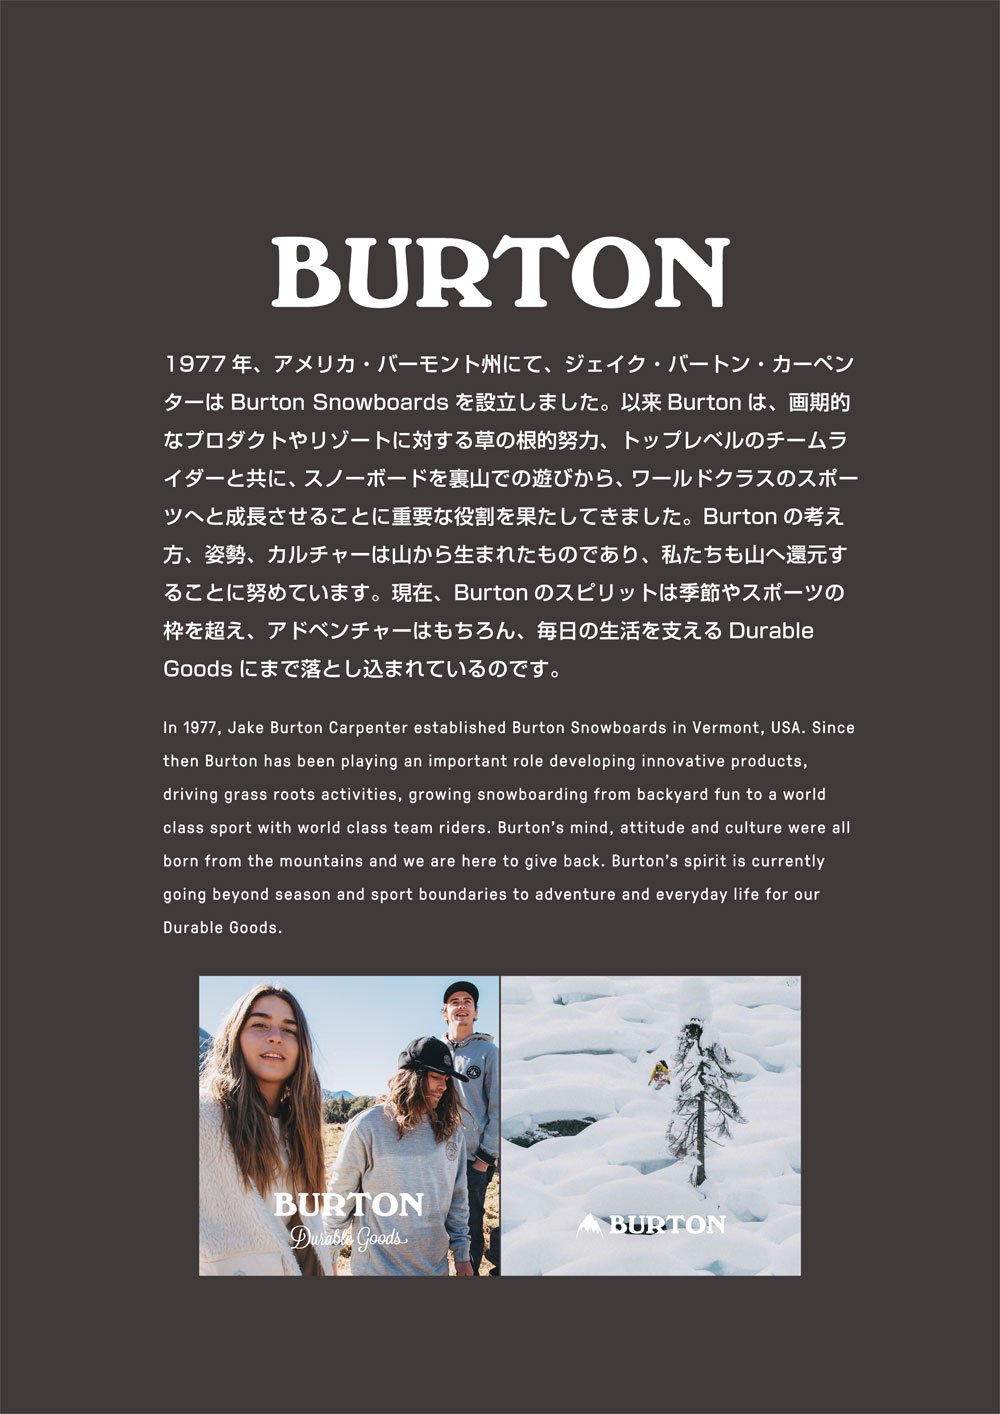 BURTON
1977 年、アメリカ・バーモント州にて、ジェイク・バートン・カーペン
ターは Burton Snowboards を設立しました。以来 Burton は、画期的
なプロダクトやリゾートに対する草の根的努力、トップレベルのチームラ
イダーと共に、スノーボードを裏山での遊びから、ワールドクラスのスポー
ツへと成長させることに重要な役割を果たしてきました。Burton の考え
方、姿勢、カルチャーは山から生まれたものであり、私たちも山へ還元す
ることに努めています。現在、Burton のスピリットは季節やスポーツの
枠を超え、アドベンチャーはもちろん、毎日の生活を支える Durable
Goods にまで落とし込まれているのです。
In 1977, Jake Burton Carpenter established Burton Snowboards in Vermont, USA. Since
then Burton has been playing an important role developing innovative products,
driving grass roots activities, growing snowboarding from backyard fun to a world
class sport with world class team riders. Burton's mind, attitude and culture were all
born from the mountains and we are here to give back. Burton's spirit is currently
going beyond season and sport boundaries to adventure and everyday life for our
Durable Goods.
BURTON
Durable Goods
BURTON